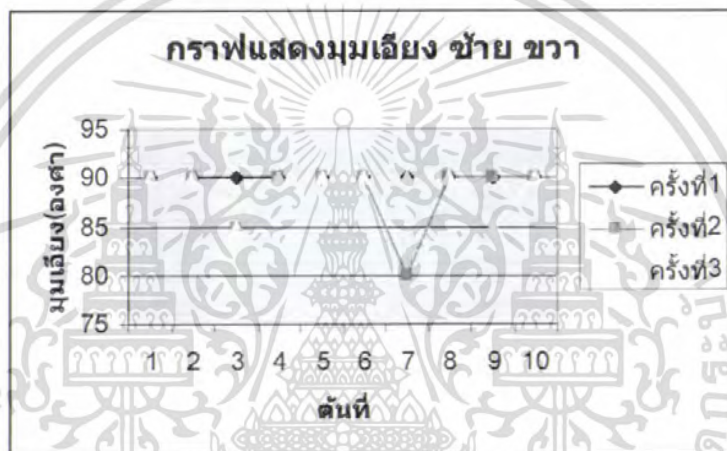 กราฟแสดงมุมเอียง ซ้าย ขวา
มุมเอียง(องศา)
95
90
85
80
75
1 2 3 4 5 6 7 8 9 10
ต้นที่
ครั้งที่1
ครั้งที่2
ครั้งที่3